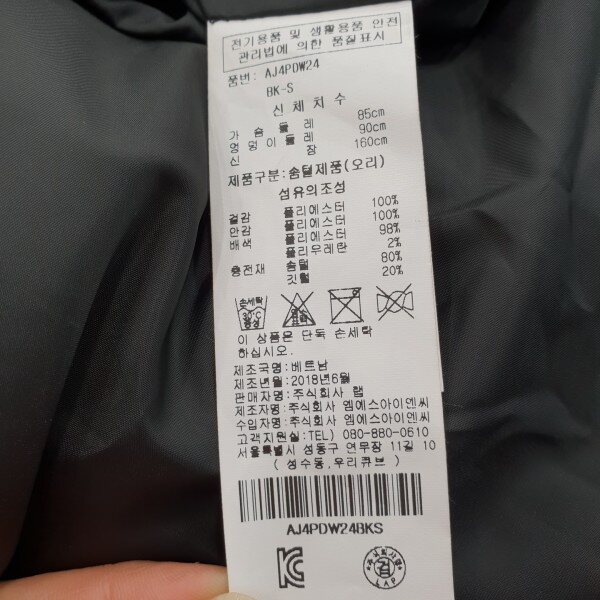 전기용품 및 생활용품 안전
관리법에 의한 품질표시
품번: AJ4PDW24
BK-S
신체치수
가슴둘레 85cm
엉덩이둘레 90cm
신장 160cm
제품구분:솜털제품(오리)
섬유의조성
겉감 폴리에스터 100%
안감 폴리에스터 100%
배색 폴리에스터 98%
폴리우레탄 2%
충전재 솜털 80%
깃털 20%
손세탁
30℃
중성
이 상품은 단독 손세탁
하십시오.
제조국명:베트남
제조년월:2018년6월
판매자명:주식회사 랩
제조자명:주식회사 엠에스아이엔씨
수입자명:주식회사 엠에스아이엔씨
고객지원실:TEL) 080-880-0610
서울특별시 성동구 연무장 11길 10
(성수동,우리큐브)
AJ4PDW24BKS
주식회사랩
LAP